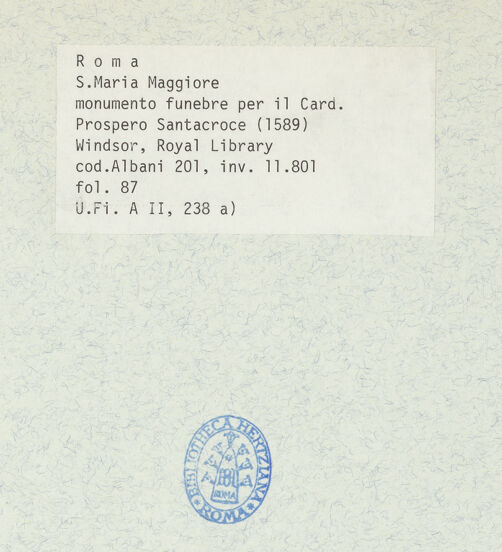 R o m a
S.Maria Maggiore
monumento funebre per il Card.
Prospero Santacroce (1589)
Windsor, Royal Library
cod.Albani 201, inv. 11.801
fol. 87
U.Fi. A II, 238 a)
BIBLIOTHECA HERTZIANA
ROMA
ROMA